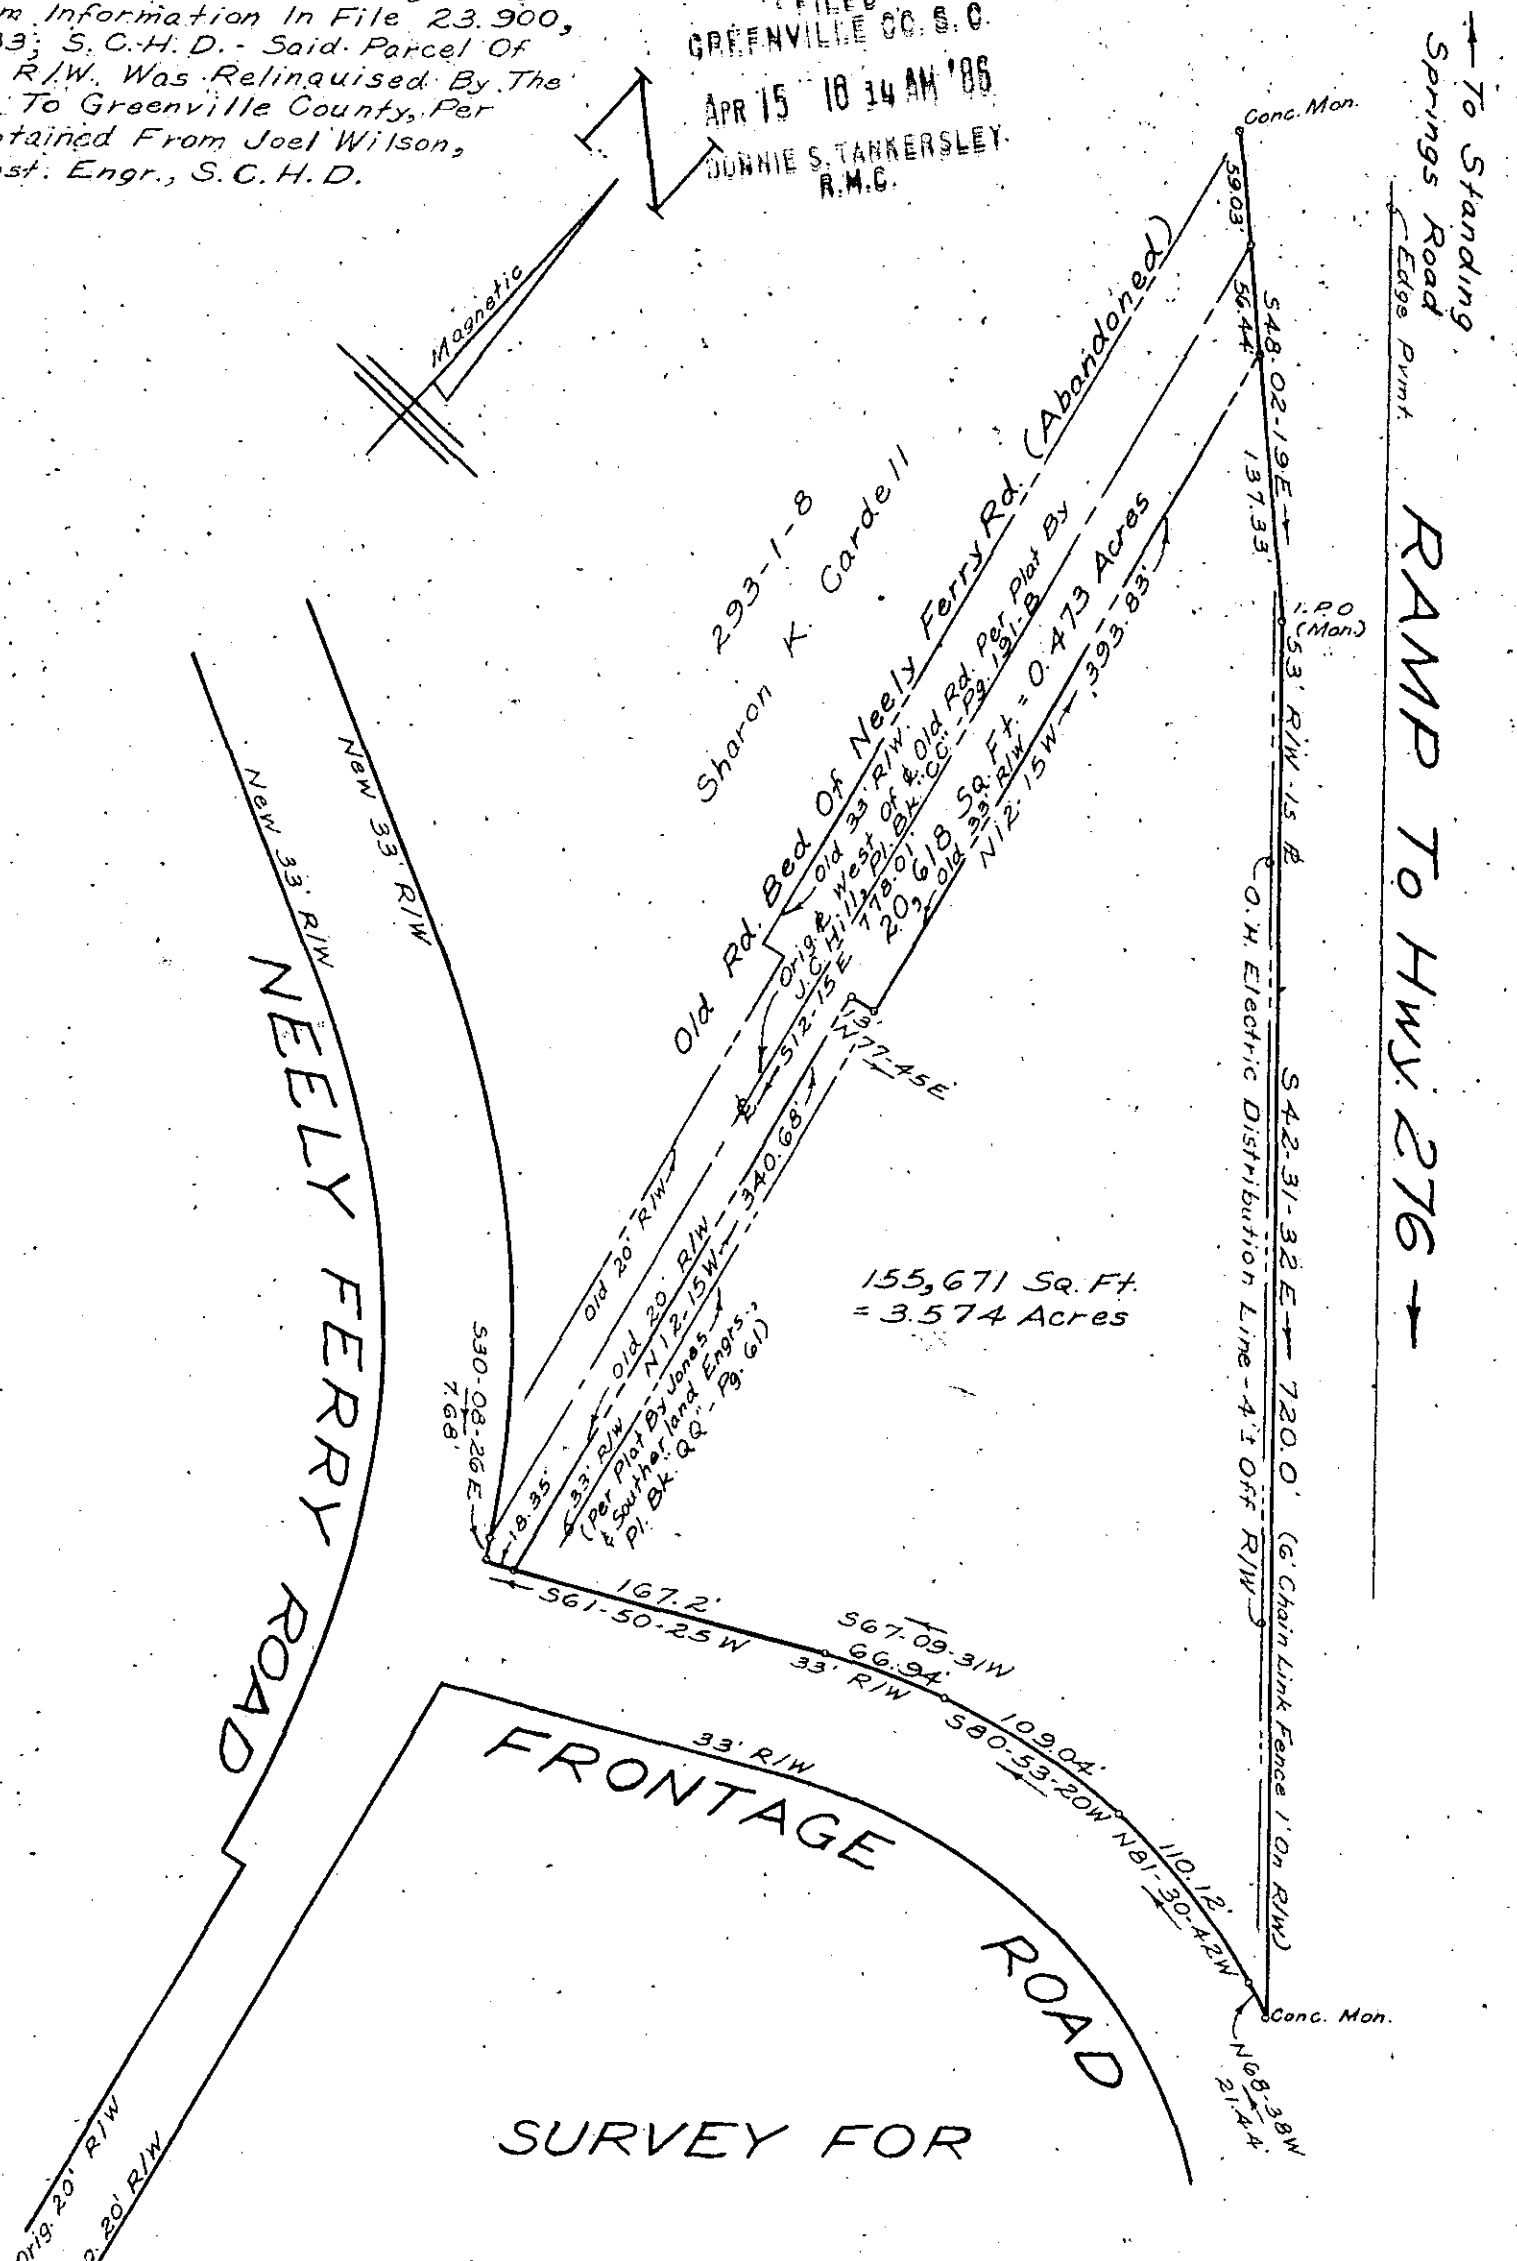 Information In File 23.900,
33; S.C.H.D. - Said Parcel Of
R/W. Was Relinquised By The
To Greenville County, Per
From Joel Wilson,
Engr., S.C.H.D.
FILED
GREENVILLE CO. S.C.
APR 15 10 14 AM '86
DONNIE S. TANKERSLEY
R.M.C.
Magnetic
← To Standing
Springs Road
Edge Pvmt.
RAMP TO Hwy. 276 →
Conc. Mon.
59.03'
56.44'
S48-02-19E
137.33'
I.P.O
(Mon.)
53' R/W - Is ⅊
O.H. Electric Distribution Line - 4'± Off R/W
S42-31-32E 720.0' (6' Chain Link Fence 1' On R/W)
Conc. Mon.
293-1-8
Sharon K. Cardell
Old Rd. Bed Of Neely Ferry Rd. (Abandoned)
Old 33' R/W.
Orig. ⅊ West Of ℄ Old Rd. Per Plat By
J.C. Hill, Pl. Bk. "CC" - Pg. 191-B
S12-15E 778.01'
20,618 Sq. Ft. = 0.473 Acres
Old 33' R/W
N12-15W 393.83'
13'
N77-45E
℄
Old 20' R/W
Old 20' R/W
N12-15W 340.68'
33' R/W
(Per Plat By Jones
& Southerland Engrs.,
Pl. Bk. "QQ" - Pg. 61)
155,671 Sq. Ft.
= 3.574 Acres
New 33' R/W
New 33' R/W
NEELY FERRY ROAD
S30-08-26E
7.68'
18.35'
167.2'
S61-50-25W
S67-09-31W
66.94'
33' R/W
109.04'
S80-53-20W
110.12'
N81-30-42W
N68-38W
21.44'
33' R/W
FRONTAGE ROAD
SURVEY FOR
Orig. 20' R/W
20' R/W